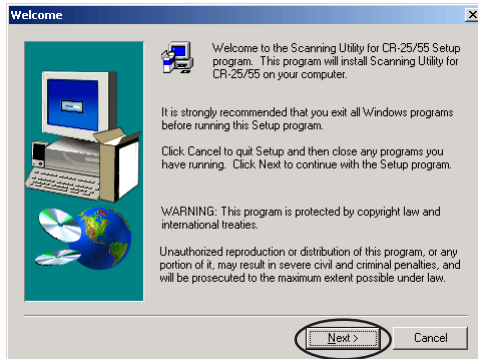 Welcome
Welcome to the Scanning Utility for CR-25/55 Setup
program. This program will install Scanning Utility for
CR-25/55 on your computer.
It is strongly recommended that you exit all Windows programs
before running this Setup program.
Click Cancel to quit Setup and then close any programs you
have running. Click Next to continue with the Setup program.
WARNING: This program is protected by copyright law and
international treaties.
Unauthorized reproduction or distribution of this program, or any
portion of it, may result in severe civil and criminal penalties, and
will be prosecuted to the maximum extent possible under law.
Next >
Cancel